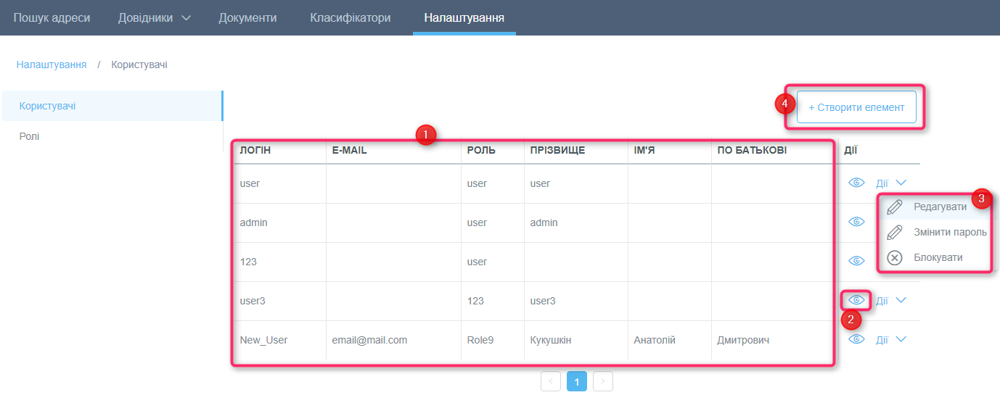 Пошук адреси Довідники Документи Класифікатори Налаштування
Налаштування / Користувачі
Користувачі
Ролі
4
+ Створити елемент
1
ЛОГІН E-MAIL РОЛЬ ПРІЗВИЩЕ ІМ'Я ПО БАТЬКОВІ ДІЇ
user user user Дії
3
Редагувати
admin user admin
Змінити пароль
123 user
Блокувати
user3 123 user3 Дії
2
New_User email@mail.com Role9 Кукушкін Анатолій Дмитрович Дії
< 1 >